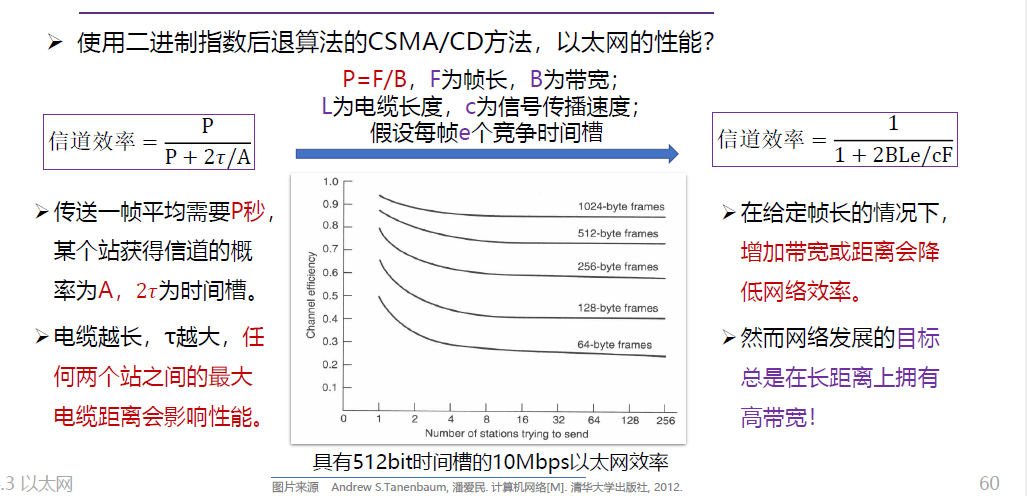 ➢ 使用二进制指数后退算法的CSMA/CD方法，以太网的性能？
P=F/B，F为帧长，B为带宽；
L为电缆长度，c为信号传播速度；
假设每帧e个竞争时间槽
信道效率 = P / (P + 2τ/A)
信道效率 = 1 / (1 + 2BLe/cF)
➢ 传送一帧平均需要P秒，
某个站获得信道的概
率为A，2τ为时间槽。
➢ 电缆越长，τ越大，任
何两个站之间的最大
电缆距离会影响性能。
Channel efficiency
1.0
0.9
0.8
0.7
0.6
0.5
0.4
0.3
0.2
0.1
1024-byte frames
512-byte frames
256-byte frames
128-byte frames
64-byte frames
0 1 2 4 8 16 32 64 128 256
Number of stations trying to send
具有512bit时间槽的10Mbps以太网效率
➢ 在给定帧长的情况下，
增加带宽或距离会降
低网络效率。
➢ 然而网络发展的目标
总是在长距离上拥有
高带宽！
.3 以太网
图片来源 Andrew S.Tanenbaum, 潘爱民. 计算机网络[M]. 清华大学出版社, 2012.
60